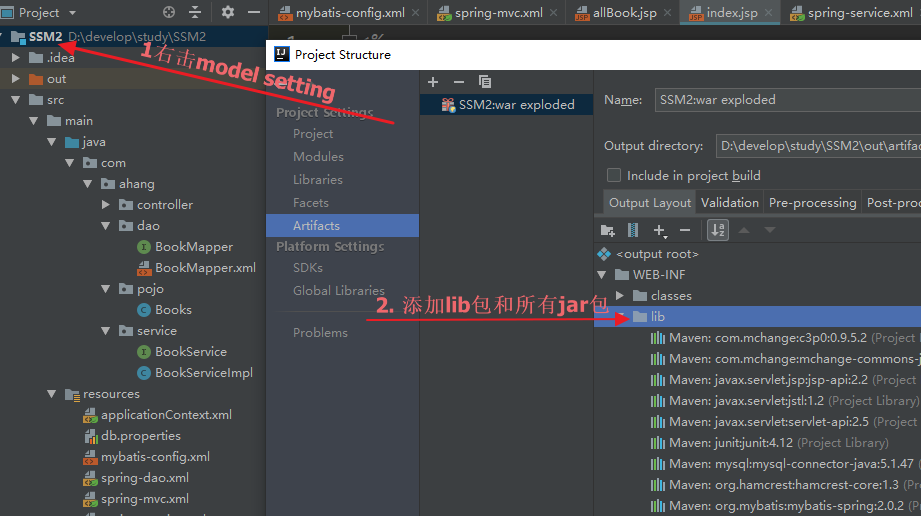 Project
mybatis-config.xml
spring-mvc.xml
allBook.jsp
index.jsp
spring-service.xml
SSM2 D:\develop\study\SSM2
.idea
out
src
main
java
com
ahang
controller
dao
BookMapper
BookMapper.xml
pojo
Books
service
BookService
BookServiceImpl
resources
applicationContext.xml
db.properties
mybatis-config.xml
spring-dao.xml
spring-mvc.xml
1右击model setting
Project Structure
Project Settings
Project
Modules
Libraries
Facets
Artifacts
Platform Settings
SDKs
Global Libraries
Problems
SSM2:war exploded
Name: SSM2:war exploded
Output directory: D:\develop\study\SSM2\out\artifac
Include in project build
Output Layout Validation Pre-processing Post-proc
<output root>
WEB-INF
classes
lib
2. 添加lib包和所有jar包
Maven: com.mchange:c3p0:0.9.5.2 (Project
Maven: com.mchange:mchange-commons-j
Maven: javax.servlet.jsp:jsp-api:2.2 (Project
Maven: javax.servlet:jstl:1.2 (Project Library)
Maven: javax.servlet:servlet-api:2.5 (Project
Maven: junit:junit:4.12 (Project Library)
Maven: mysql:mysql-connector-java:5.1.47
Maven: org.hamcrest:hamcrest-core:1.3 (Proje
Maven: org.mybatis:mybatis-spring:2.0.2 (Proj